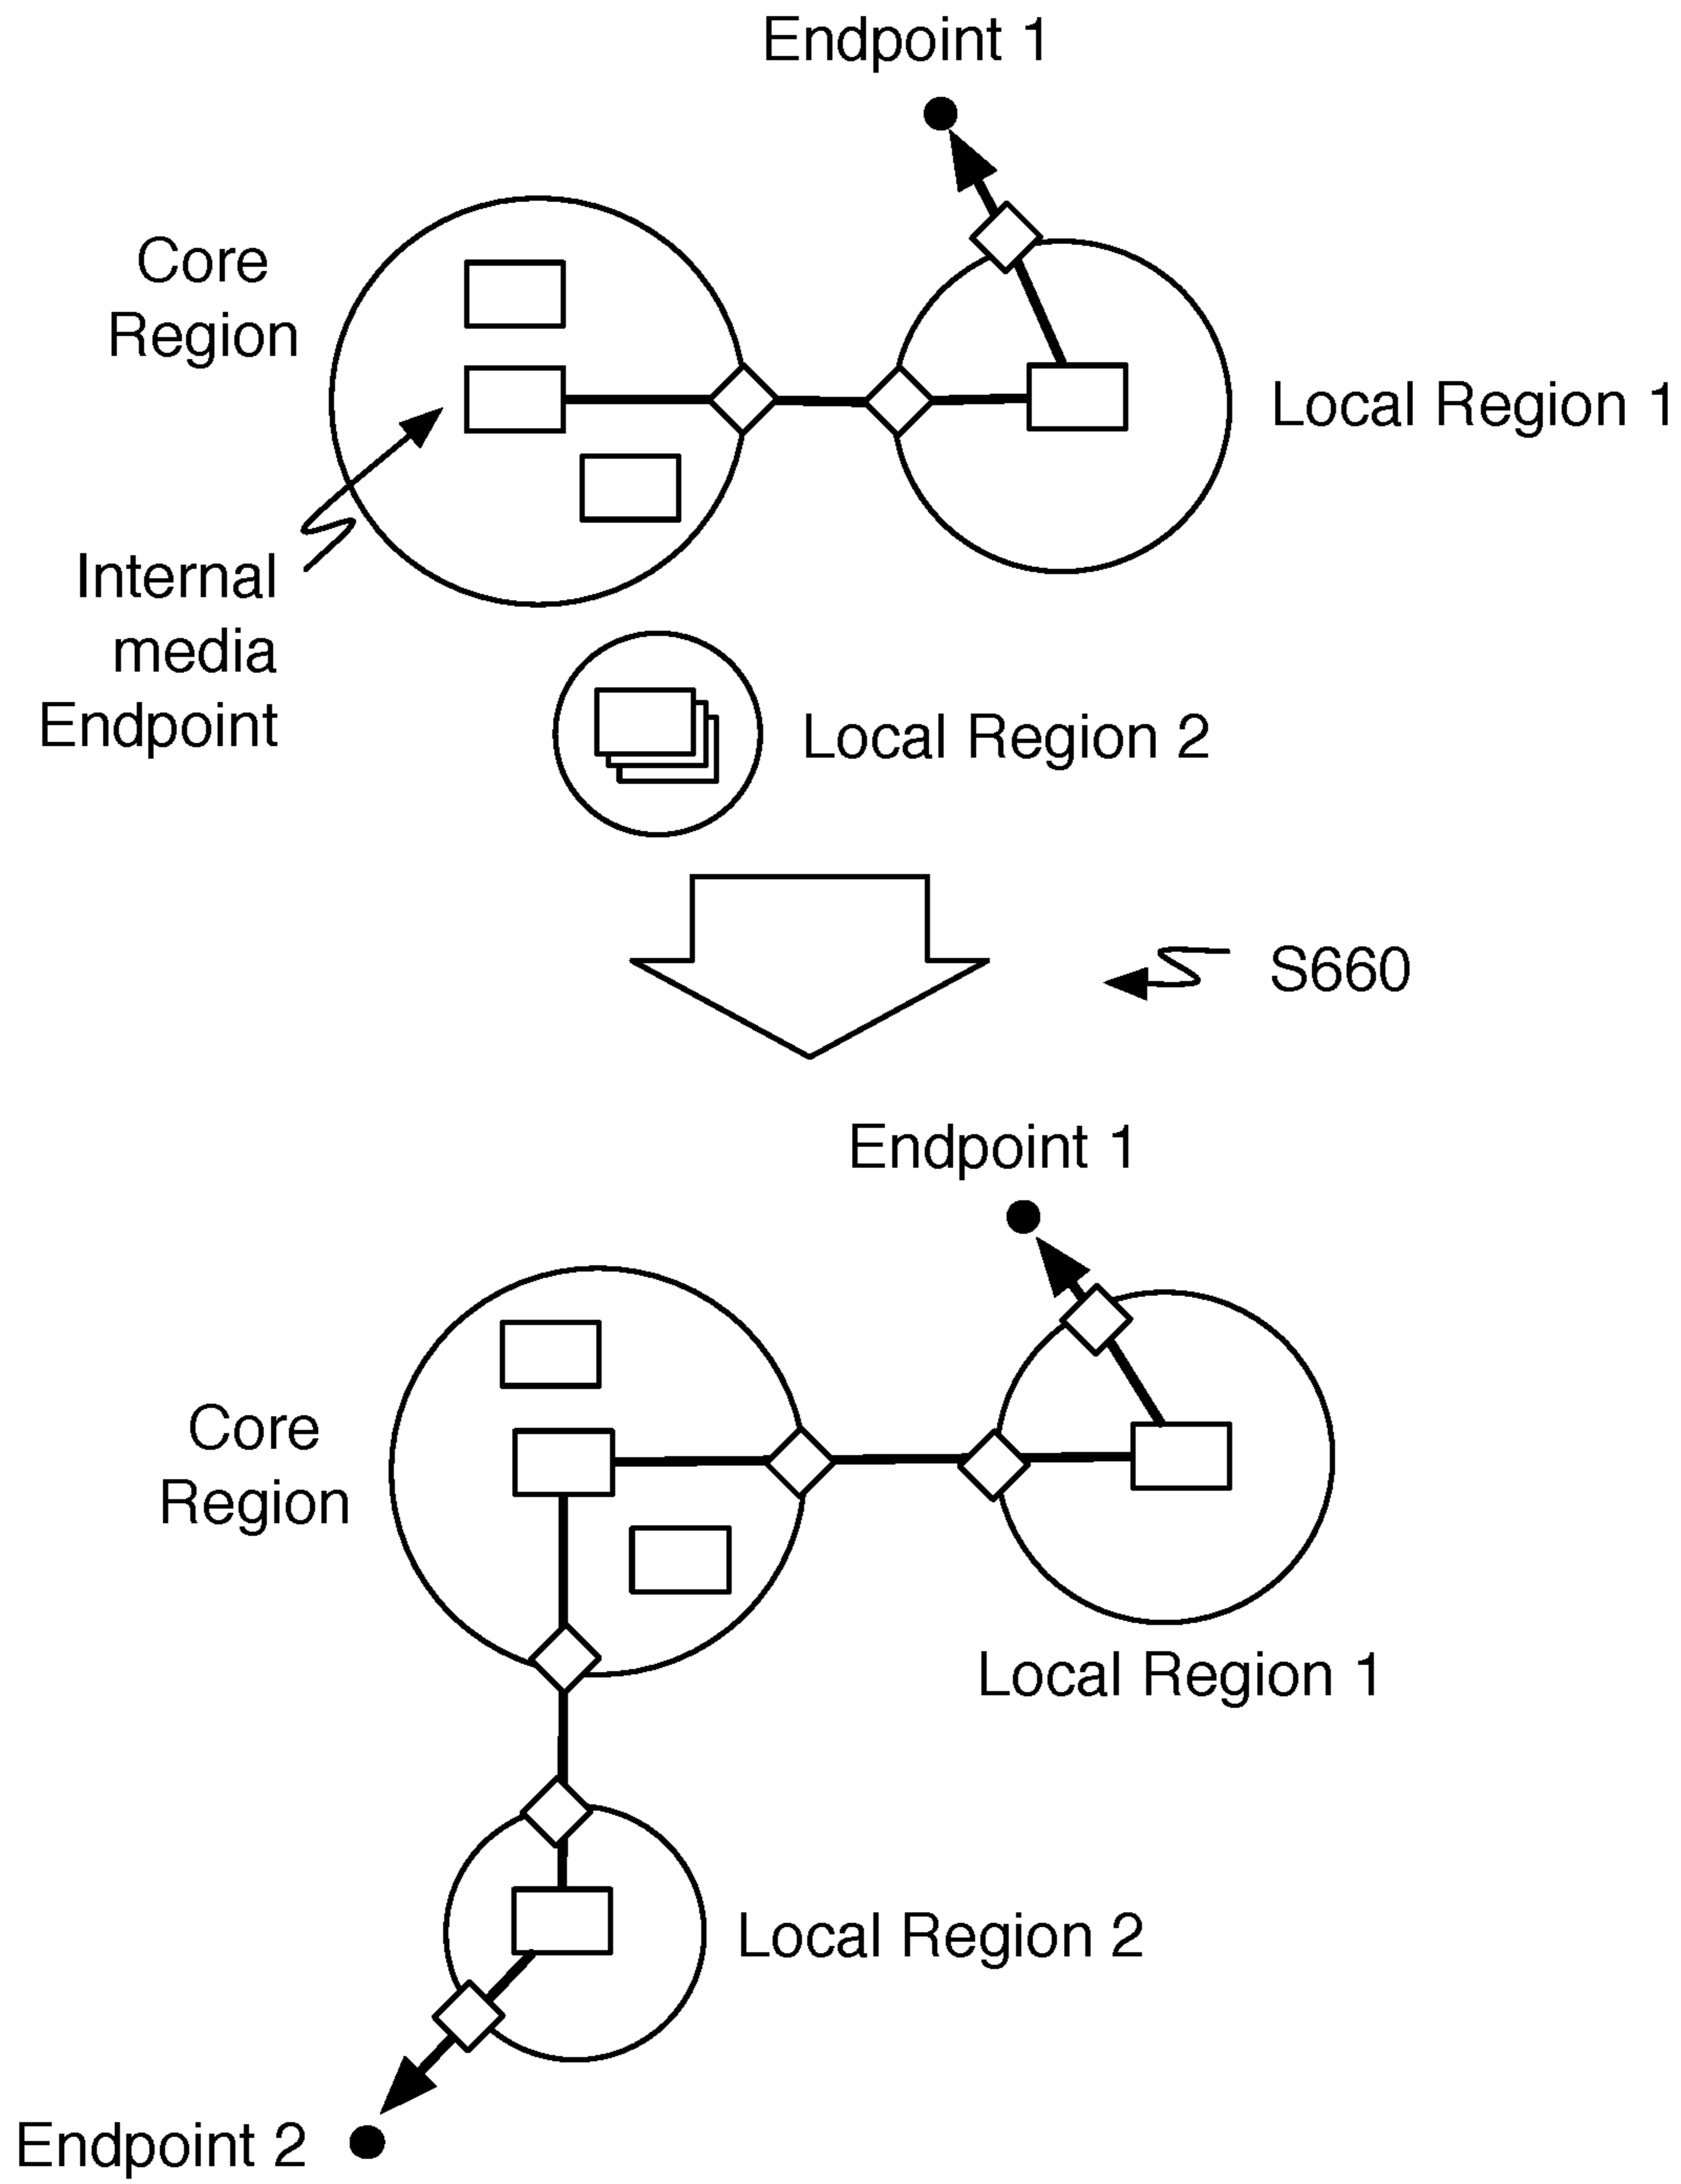 Endpoint 1
Core
Region
Local Region 1
Internal
media
Endpoint
Local Region 2
S660
Endpoint 1
Core
Region
Local Region 1
Local Region 2
Endpoint 2